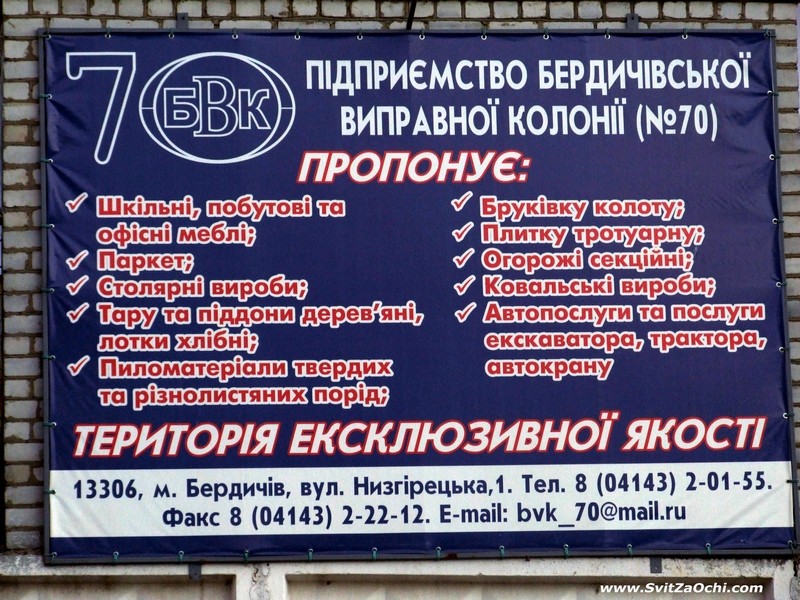 70 БВК
ПІДПРИЄМСТВО БЕРДИЧІВСЬКОЇ
ВИПРАВНОЇ КОЛОНІЇ (№70)
ПРОПОНУЄ:
Шкільні, побутові та
офісні меблі;
Паркет;
Столярні вироби;
Тару та піддони дерев’яні,
лотки хлібні;
Пиломатеріали твердих
та різнолистяних порід;
Бруківку колоту;
Плитку тротуарну;
Огорожі секційні;
Ковальські вироби;
Автопослуги та послуги
екскаватора, трактора,
автокрану
ТЕРИТОРІЯ ЕКСКЛЮЗИВНОЇ ЯКОСТІ
13306, м. Бердичів, вул. Низгірецька,1. Тел. 8 (04143) 2-01-55.
Факс 8 (04143) 2-22-12. E-mail: bvk_70@mail.ru
www.SvitZaOchi.com